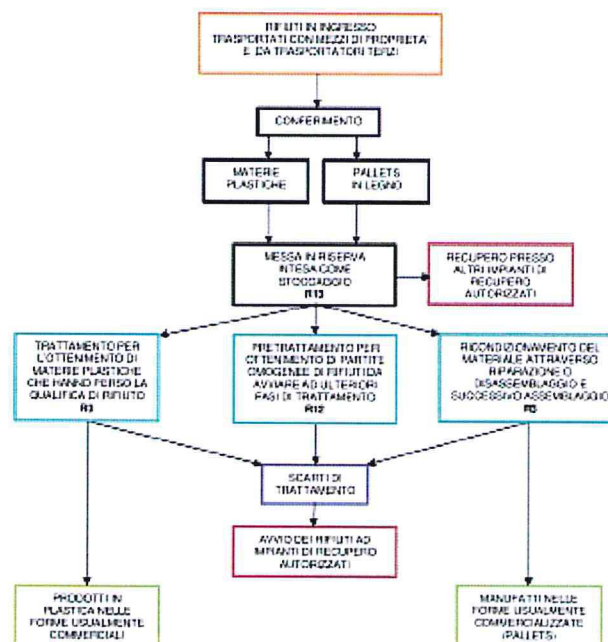 RIFIUTI IN INGRESSO
TRASPORTATI CON MEZZI DI PROPRIETA'
E DA TRASPORTATORI TERZI
CONFERIMENTO
MATERIE
PLASTICHE
PALLETS
IN LEGNO
MESSA IN RISERVA
INTESA COME
STOCCAGGIO
R13
RECUPERO PRESSO
ALTRI IMPIANTI DI
RECUPERO
AUTORIZZATI
TRATTAMENTO PER
L'OTTENIMENTO DI
MATERIE PLASTICHE
CHE HANNO PERSO LA
QUALIFICA DI RIFIUTO
R3
PRETRATTAMENTO PER
OTTENIMENTO DI PARTITE
OMOGENEE DI RIFIUTI DA
AVVIARE AD ULTERIORI
FASI DI TRATTAMENTO
R12
RICONDIZIONAMENTO DEL
MATERIALE ATTRAVERSO
RIPARAZIONE O
DISASSEMBLAGGIO E
SUCCESSIVO ASSEMBLAGGIO
R3
SCARTI DI
TRATTAMENTO
AVVIO DEI RIFIUTI AD
IMPIANTI DI RECUPERO
AUTORIZZATI
PRODOTTI IN
PLASTICA NELLE
FORME USUALMENTE
COMMERCIALI
MANUFATTI NELLE
FORME USUALMENTE
COMMERCIALIZZATE
(PALLETS)